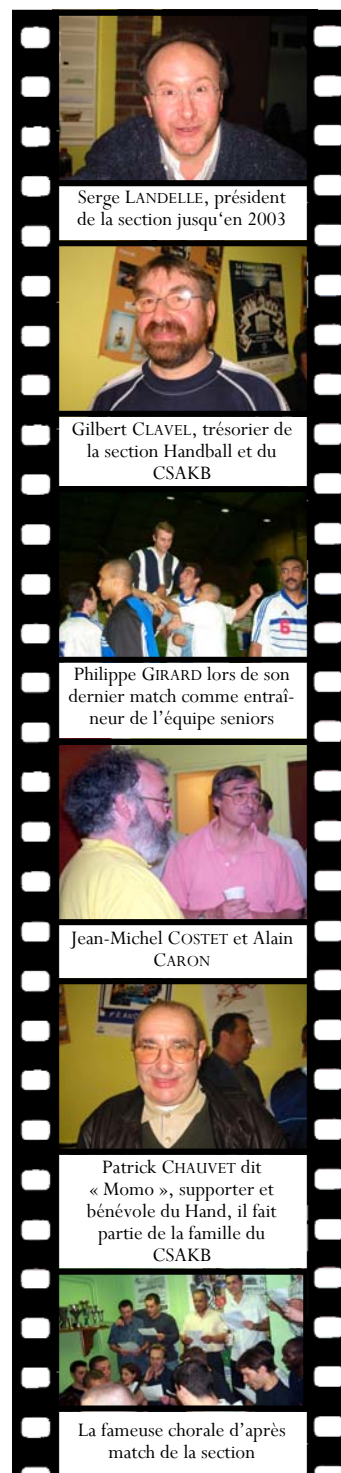 Serge LANDELLE, président
de la section jusqu‘en 2003
Gilbert CLAVEL, trésorier de
la section Handball et du
CSAKB
6
Philippe GIRARD lors de son
dernier match comme entraî-
neur de l’équipe seniors
Jean-Michel COSTET et Alain
CARON
Patrick CHAUVET dit
« Momo », supporter et
bénévole du Hand, il fait
partie de la famille du
CSAKB
La fameuse chorale d’après
match de la section